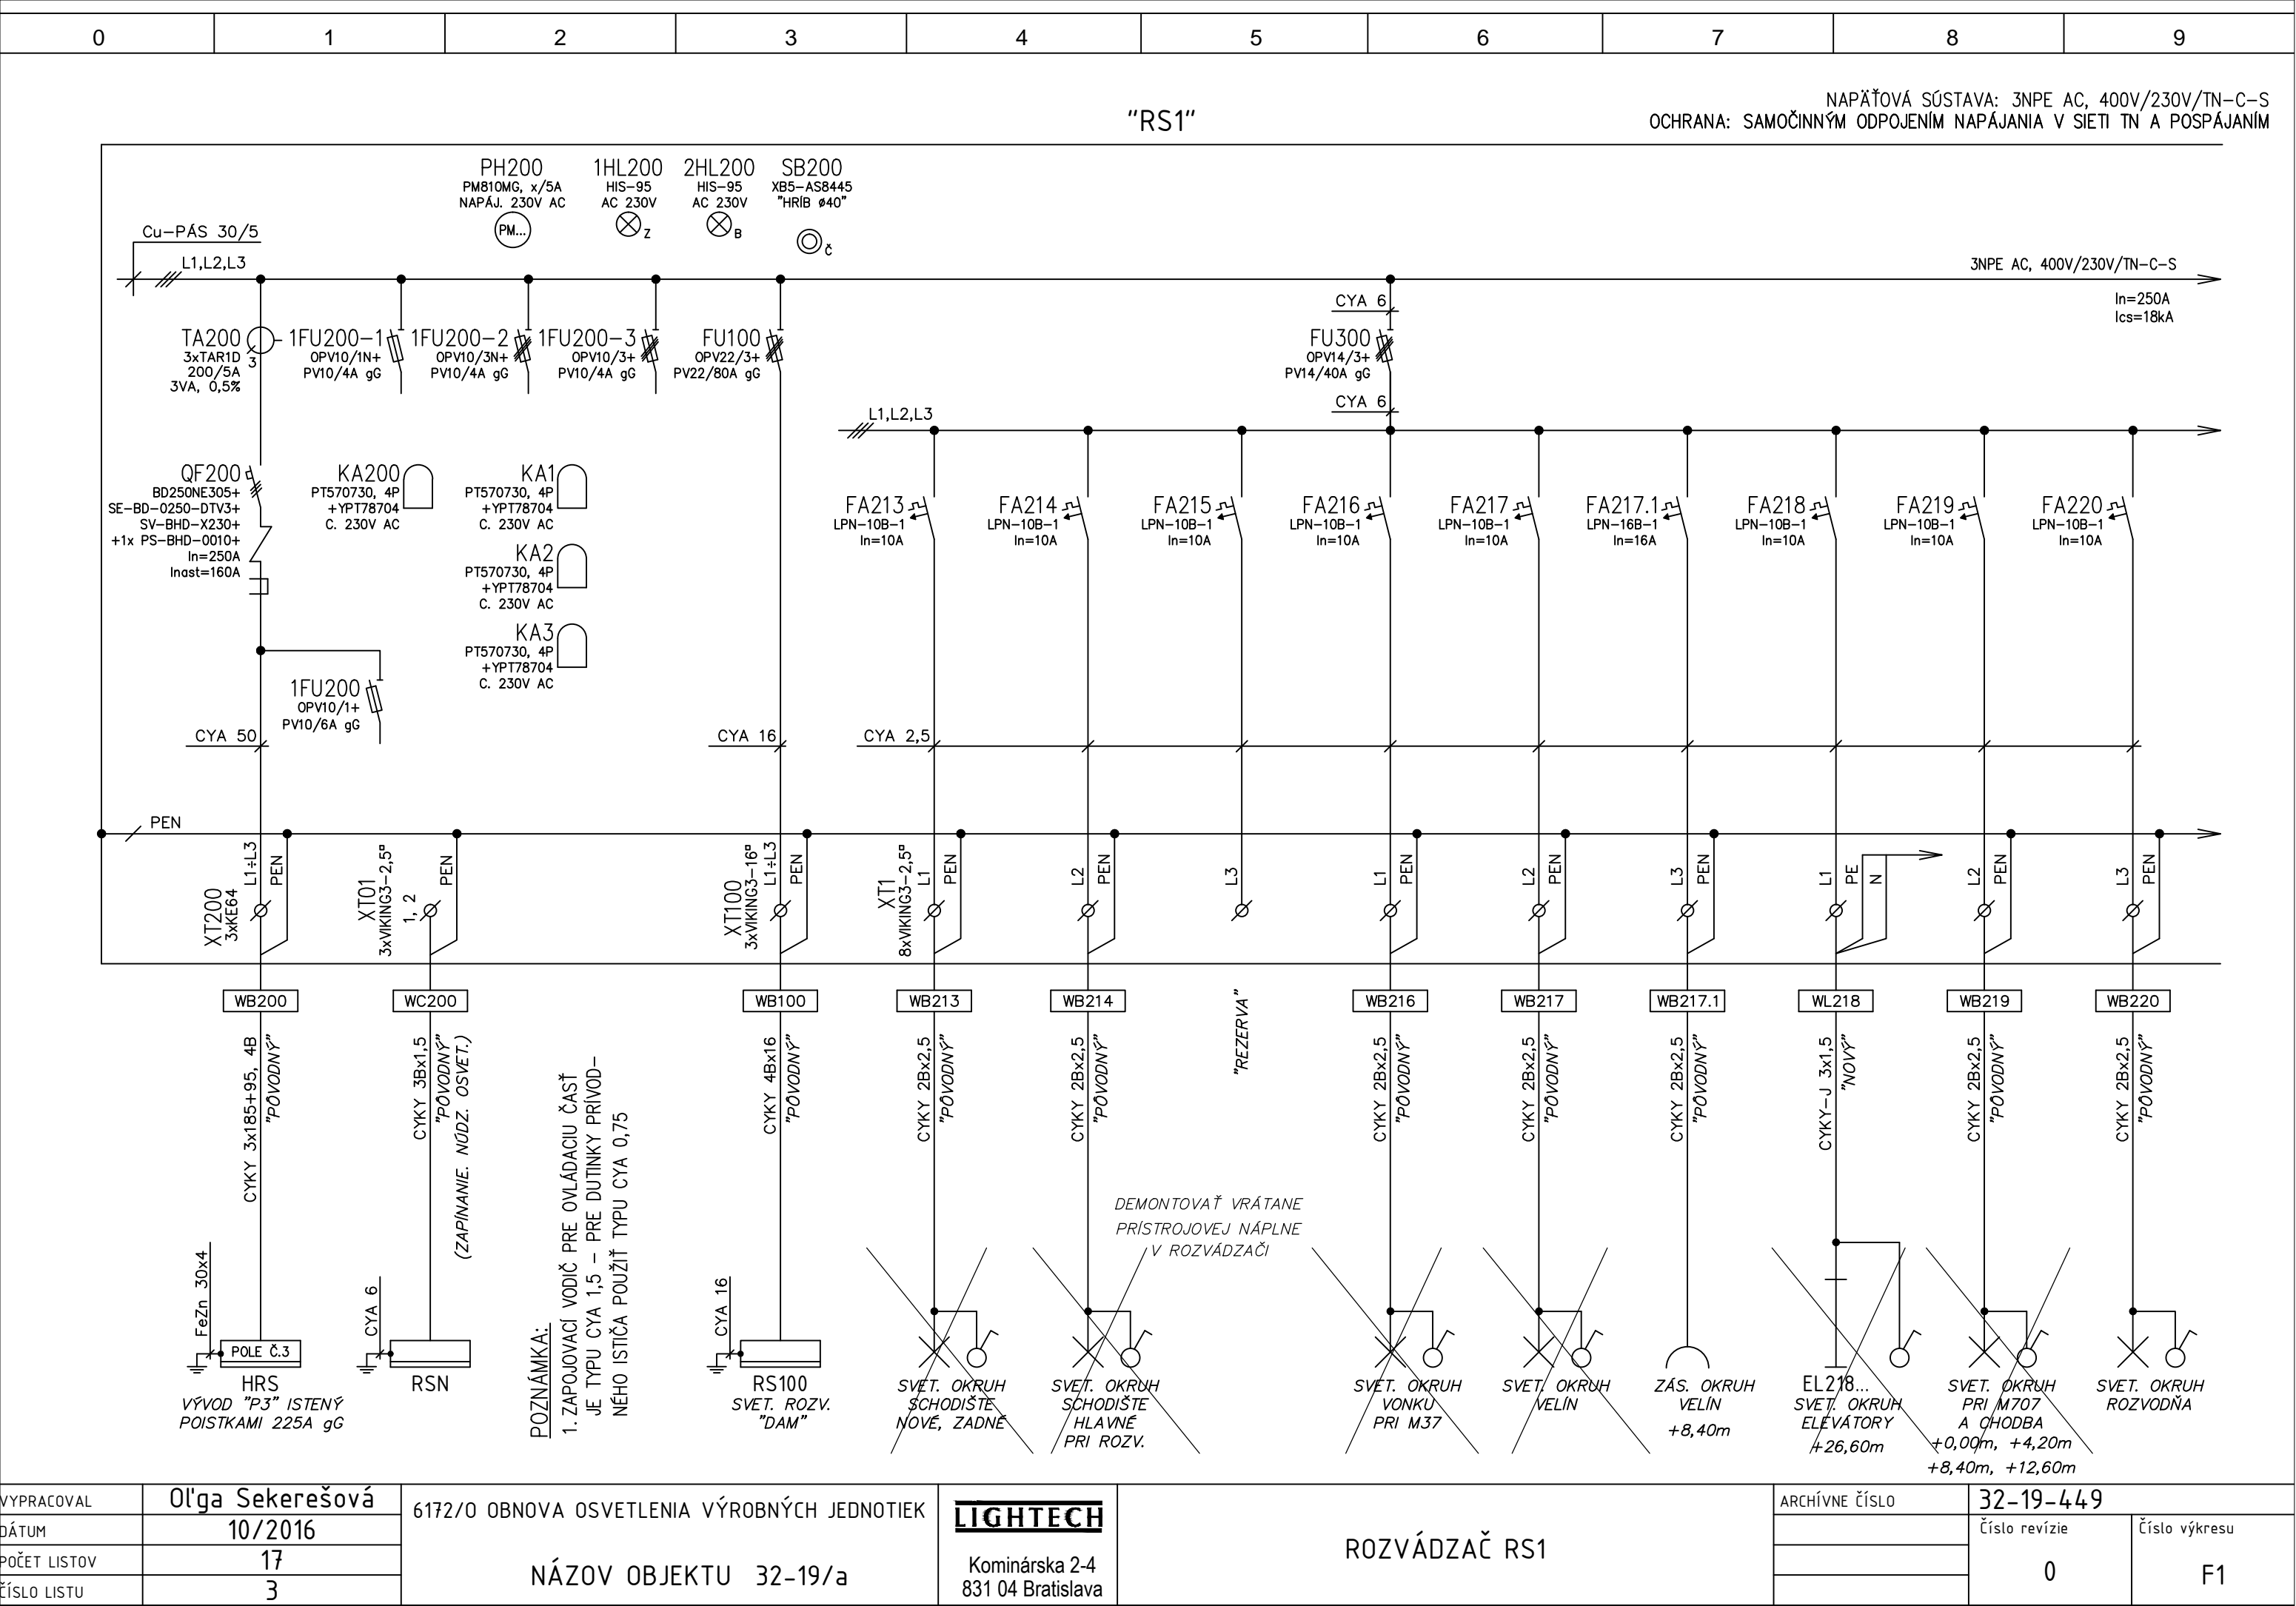 0 1 2 3 4 5 6 7 8 9
"RS1"
NAPÄŤOVÁ SÚSTAVA: 3NPE AC, 400V/230V/TN-C-S
OCHRANA: SAMOČINNÝM ODPOJENÍM NAPÁJANIA V SIETI TN A POSPÁJANÍM
PH200
PM810MG, x/5A
NAPÁJ. 230V AC
PM...
1HL200
HIS-95
AC 230V
Z
2HL200
HIS-95
AC 230V
B
SB200
XB5-AS8445
"HRÍB ø40"
Č
Cu-PÁS 30/5
L1,L2,L3
3NPE AC, 400V/230V/TN-C-S
In=250A
Ics=18kA
TA200
3xTAR1D
200/5A
3VA, 0,5%
3
1FU200-1
OPV10/1N+
PV10/4A gG
1FU200-2
OPV10/3N+
PV10/4A gG
1FU200-3
OPV10/3+
PV10/4A gG
FU100
OPV22/3+
PV22/80A gG
CYA 6
FU300
OPV14/3+
PV14/40A gG
CYA 6
L1,L2,L3
QF200
BD250NE305+
SE-BD-0250-DTV3+
SV-BHD-X230+
+1x PS-BHD-0010+
In=250A
Inast=160A
KA200
PT570730, 4P
+YPT78704
C. 230V AC
KA1
PT570730, 4P
+YPT78704
C. 230V AC
KA2
PT570730, 4P
+YPT78704
C. 230V AC
KA3
PT570730, 4P
+YPT78704
C. 230V AC
FA213
LPN-10B-1
In=10A
FA214
LPN-10B-1
In=10A
FA215
LPN-10B-1
In=10A
FA216
LPN-10B-1
In=10A
FA217
LPN-10B-1
In=10A
FA217.1
LPN-16B-1
In=16A
FA218
LPN-10B-1
In=10A
FA219
LPN-10B-1
In=10A
FA220
LPN-10B-1
In=10A
1FU200
OPV10/1+
PV10/6A gG
CYA 50
CYA 16
CYA 2,5
PEN
XT200
3xKE64
L1÷L3
PEN
XT01
3xVIKING3-2,5"
1, 2
PEN
XT100
3xVIKING3-16"
L1÷L3
PEN
XT1
8xVIKING3-2,5"
L1
PEN
L2
PEN
L3
L1
PEN
L2
PEN
L3
PEN
L1
PE
N
L2
PEN
L3
PEN
WB200
WC200
WB100
WB213
WB214
WB216
WB217
WB217.1
WL218
WB219
WB220
CYKY 3x185+95, 4B
"PÔVODNÝ"
CYKY 3Bx1,5
"PÔVODNÝ"
(ZAPÍNANIE. NÚDZ. OSVET.)
CYKY 4Bx16
"PÔVODNÝ"
CYKY 2Bx2,5
"PÔVODNÝ"
CYKY 2Bx2,5
"PÔVODNÝ"
"REZERVA"
CYKY 2Bx2,5
"PÔVODNÝ"
CYKY 2Bx2,5
"PÔVODNÝ"
CYKY 2Bx2,5
"PÔVODNÝ"
CYKY-J 3x1,5
"NOVÝ"
CYKY 2Bx2,5
"PÔVODNÝ"
CYKY 2Bx2,5
"PÔVODNÝ"
POZNÁMKA:
1. ZAPOJOVACÍ VODIČ PRE OVLÁDACIU ČASŤ
JE TYPU CYA 1,5 - PRE DUTINKY PRÍVOD-
NÉHO ISTIČA POUŽIŤ TYPU CYA 0,75
DEMONTOVAŤ VRÁTANE
PRÍSTROJOVEJ NÁPLNE
V ROZVÁDZAČI
FeZn 30x4
POLE Č.3
HRS
VÝVOD "P3" ISTENÝ
POISTKAMI 225A gG
CYA 6
RSN
CYA 16
RS100
SVET. ROZV.
"DAM"
SVET. OKRUH
SCHODIŠTE
NOVÉ, ZADNÉ
SVET. OKRUH
SCHODIŠTE
HLAVNÉ
PRI ROZV.
SVET. OKRUH
VONKU
PRI M37
SVET. OKRUH
VELÍN
ZÁS. OKRUH
VELÍN
+8,40m
EL218...
SVET. OKRUH
ELEVÁTORY
+26,60m
SVET. OKRUH
PRI M707
A CHODBA
+0,00m, +4,20m
+8,40m, +12,60m
SVET. OKRUH
ROZVODŇA
VYPRACOVAL
Oľga Sekerešová
DÁTUM
10/2016
POČET LISTOV
17
ČÍSLO LISTU
3
6172/O OBNOVA OSVETLENIA VÝROBNÝCH JEDNOTIEK
NÁZOV OBJEKTU 32-19/a
LIGHTECH
Kominárska 2-4
831 04 Bratislava
ROZVÁDZAČ RS1
ARCHÍVNE ČÍSLO
32-19-449
Číslo revízie
0
Číslo výkresu
F1